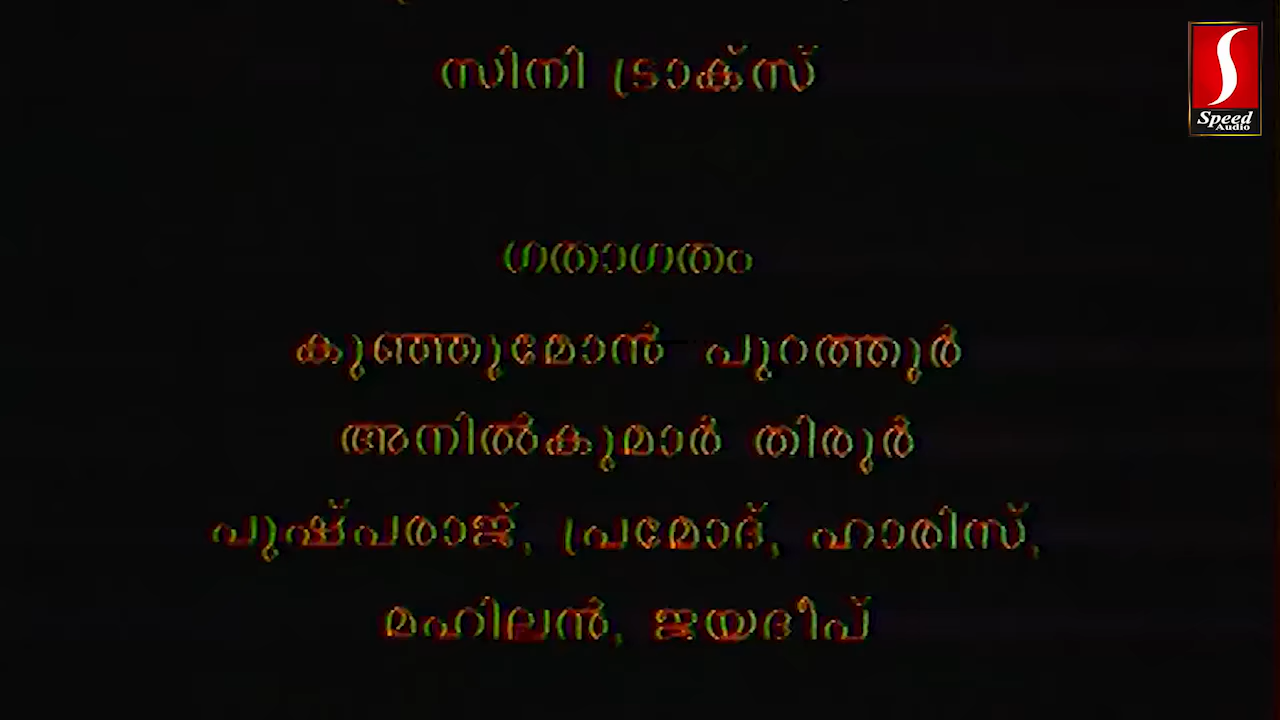 സിനി ട്രാക്സ്
Speed
Audio
ഗതാഗതം
കുഞ്ഞുമോൻ പുറത്തൂർ
അനിൽകുമാർ തിരൂർ
പുഷ്പരാജ്, പ്രമോദ്, ഹാരിസ്,
മഹിലൻ, ജയദീപ്